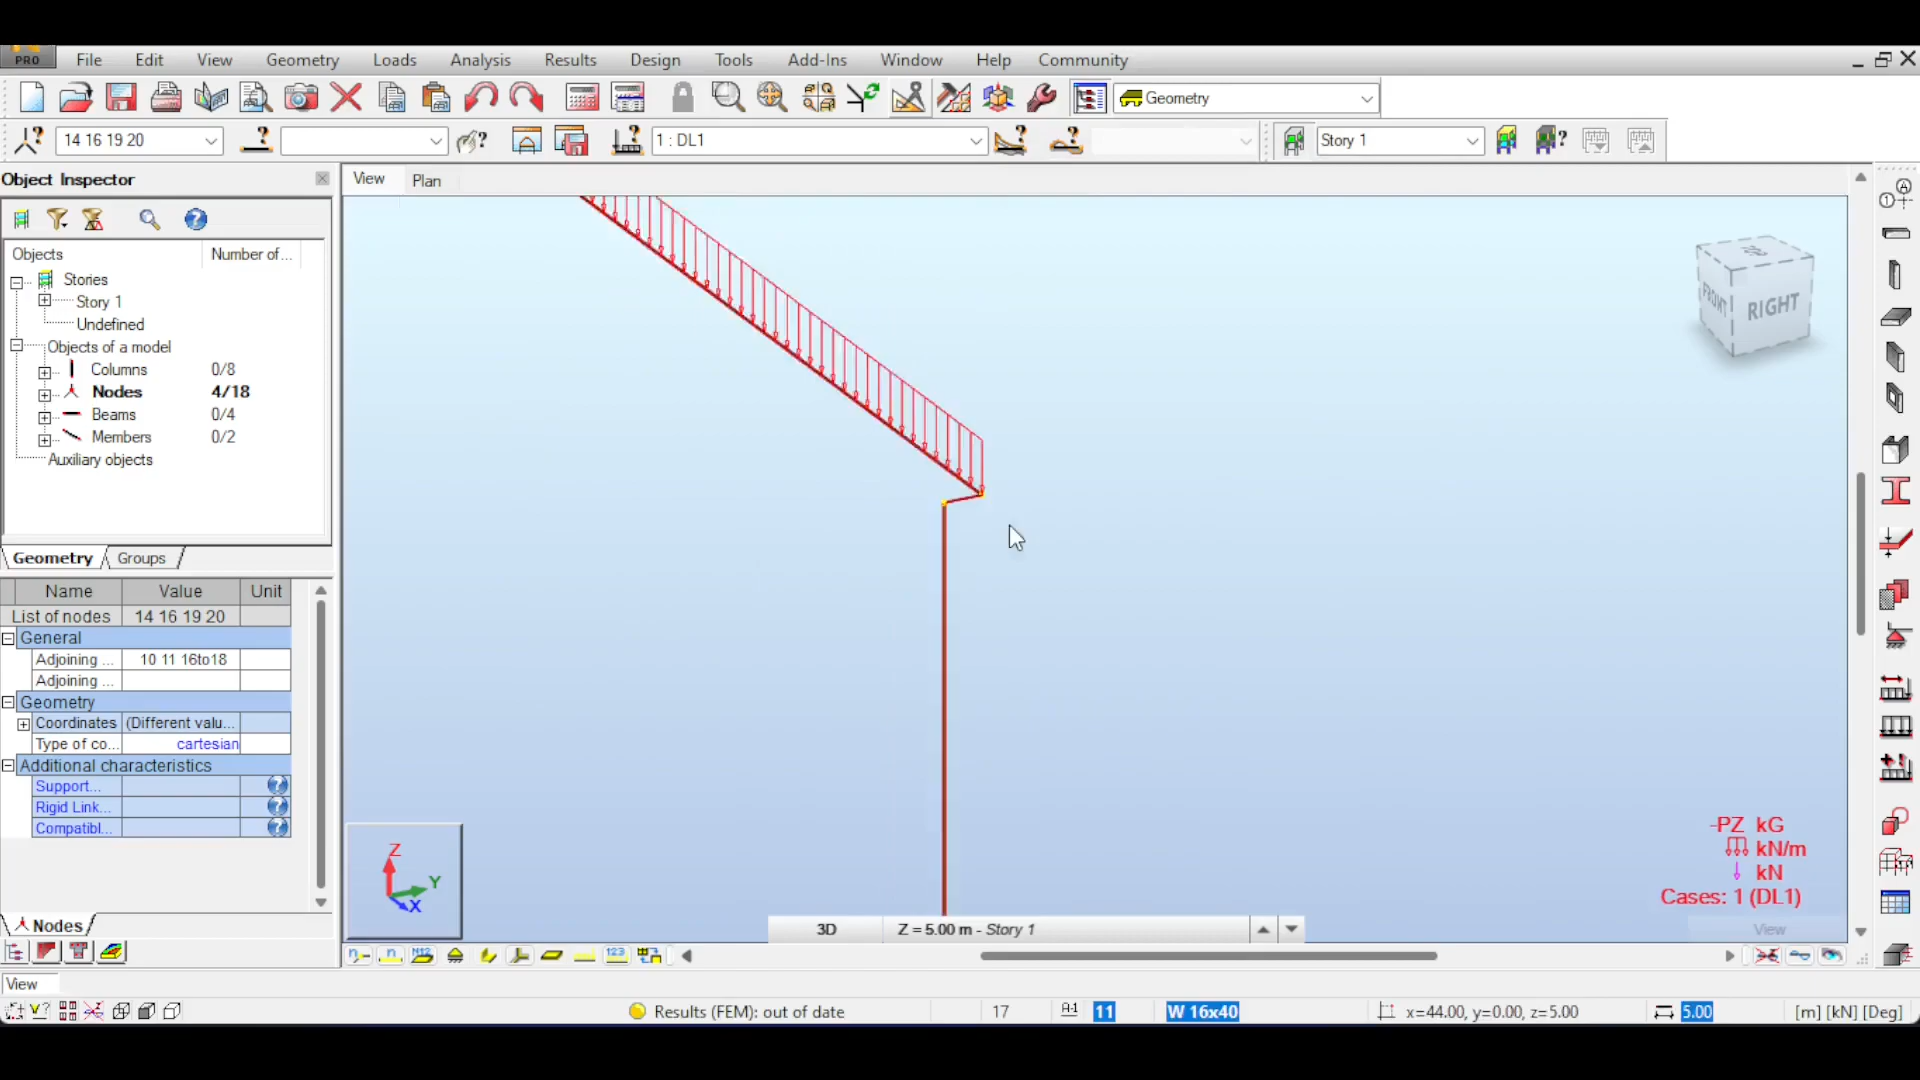 PRO File Edit View Geometry Loads Analysis Results Design Tools Add-Ins Window Help Community
Geometry
14 16 19 20
1 : DL1
Story 1
Object Inspector
View Plan
Objects Number of...
Stories
Story 1
Undefined
Objects of a model
Columns 0/8
Nodes 4/18
Beams 0/4
Members 0/2
Auxiliary objects
Geometry Groups
Name Value Unit
List of nodes 14 16 19 20
General
Adjoining ... 10 11 16to18
Adjoining ...
Geometry
Coordinates (Different valu...
Type of co... cartesian
Additional characteristics
Support...
Rigid Link...
Compatibl...
Nodes
FRONT RIGHT
Z
Y
X
-PZ kG
kN/m
kN
Cases: 1 (DL1)
View
3D Z = 5.00 m - Story 1
View
Results (FEM): out of date 17 11 W 16x40 x=44.00, y=0.00, z=5.00 5.00 [m] [kN] [Deg]